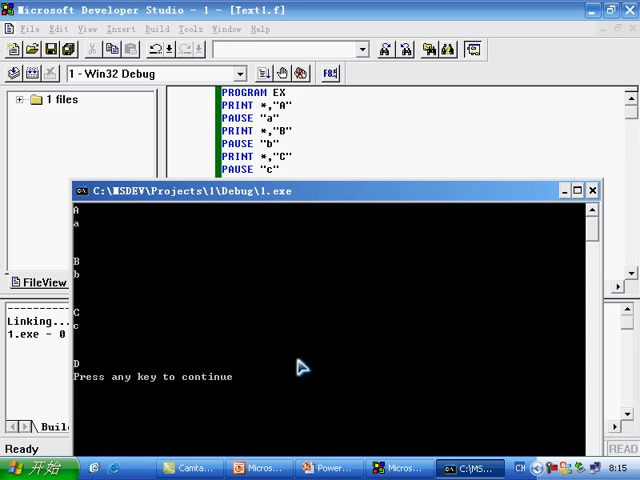 Microsoft Developer Studio - 1 - [Text1.f]
File Edit View Insert Build Tools Window Help
1 - Win32 Debug
1 files
PROGRAM EX
PRINT *,"A"
PAUSE "a"
PRINT *,"B"
PAUSE "b"
PRINT *,"C"
PAUSE "c"
C:\MSDEV\Projects\1\Debug\1.exe
A
a
B
b
C
c
D
Press any key to continue
FileView
Linking...
1.exe - 0
Buil
Ready
READ
开始
Camta...
Micros...
Power...
Micros...
C:\MS...
CH
8:15